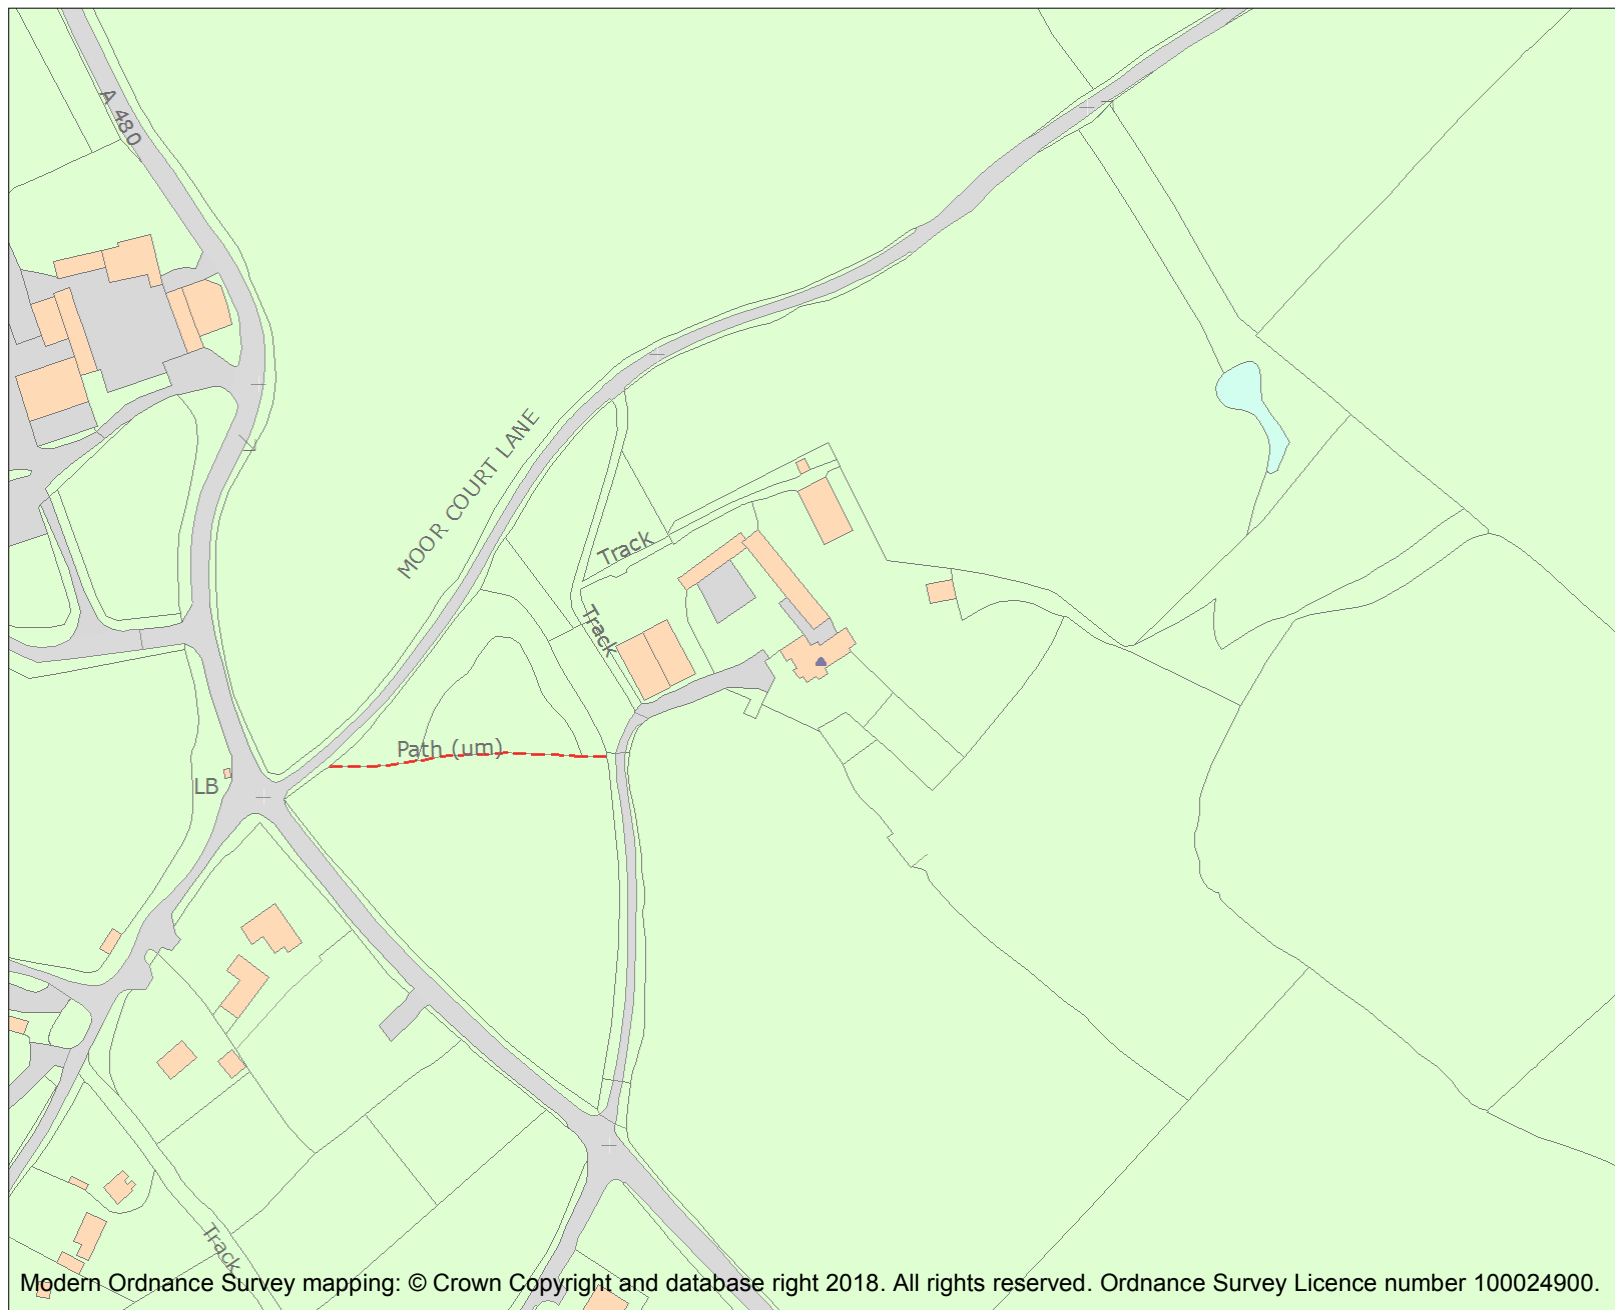 A 480
MOOR COURT LANE
Track
Track
Path (um)
LB
Track
Modern Ordnance Survey mapping: © Crown Copyright and database right 2018. All rights reserved. Ordnance Survey Licence number 100024900.